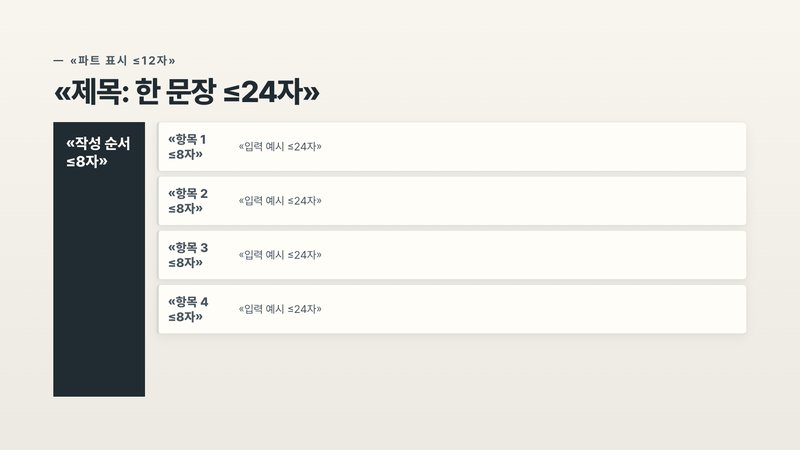 — «파트 표시 ≤12자»
«제목: 한 문장 ≤24자»
«작성 순서
≤8자»
«항목 1
≤8자»
«입력 예시 ≤24자»
«항목 2
≤8자»
«입력 예시 ≤24자»
«항목 3
≤8자»
«입력 예시 ≤24자»
«항목 4
≤8자»
«입력 예시 ≤24자»